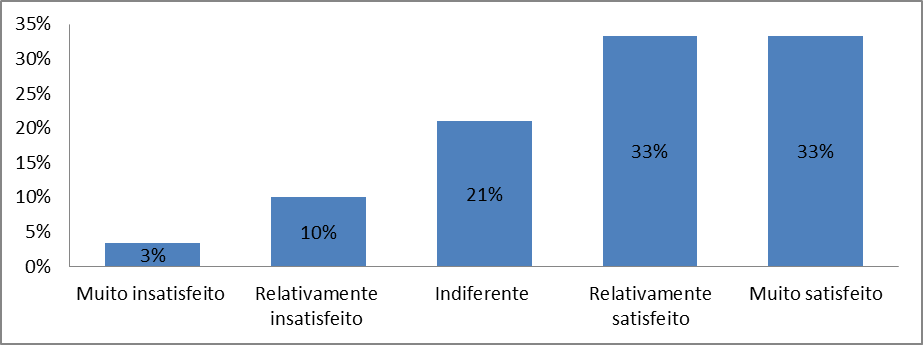 35%
30%
25%
20%
15%
10%
5%
0%
3%
10%
21%
33%
33%
Muito insatisfeito
Relativamente
insatisfeito
Indiferente
Relativamente
satisfeito
Muito satisfeito